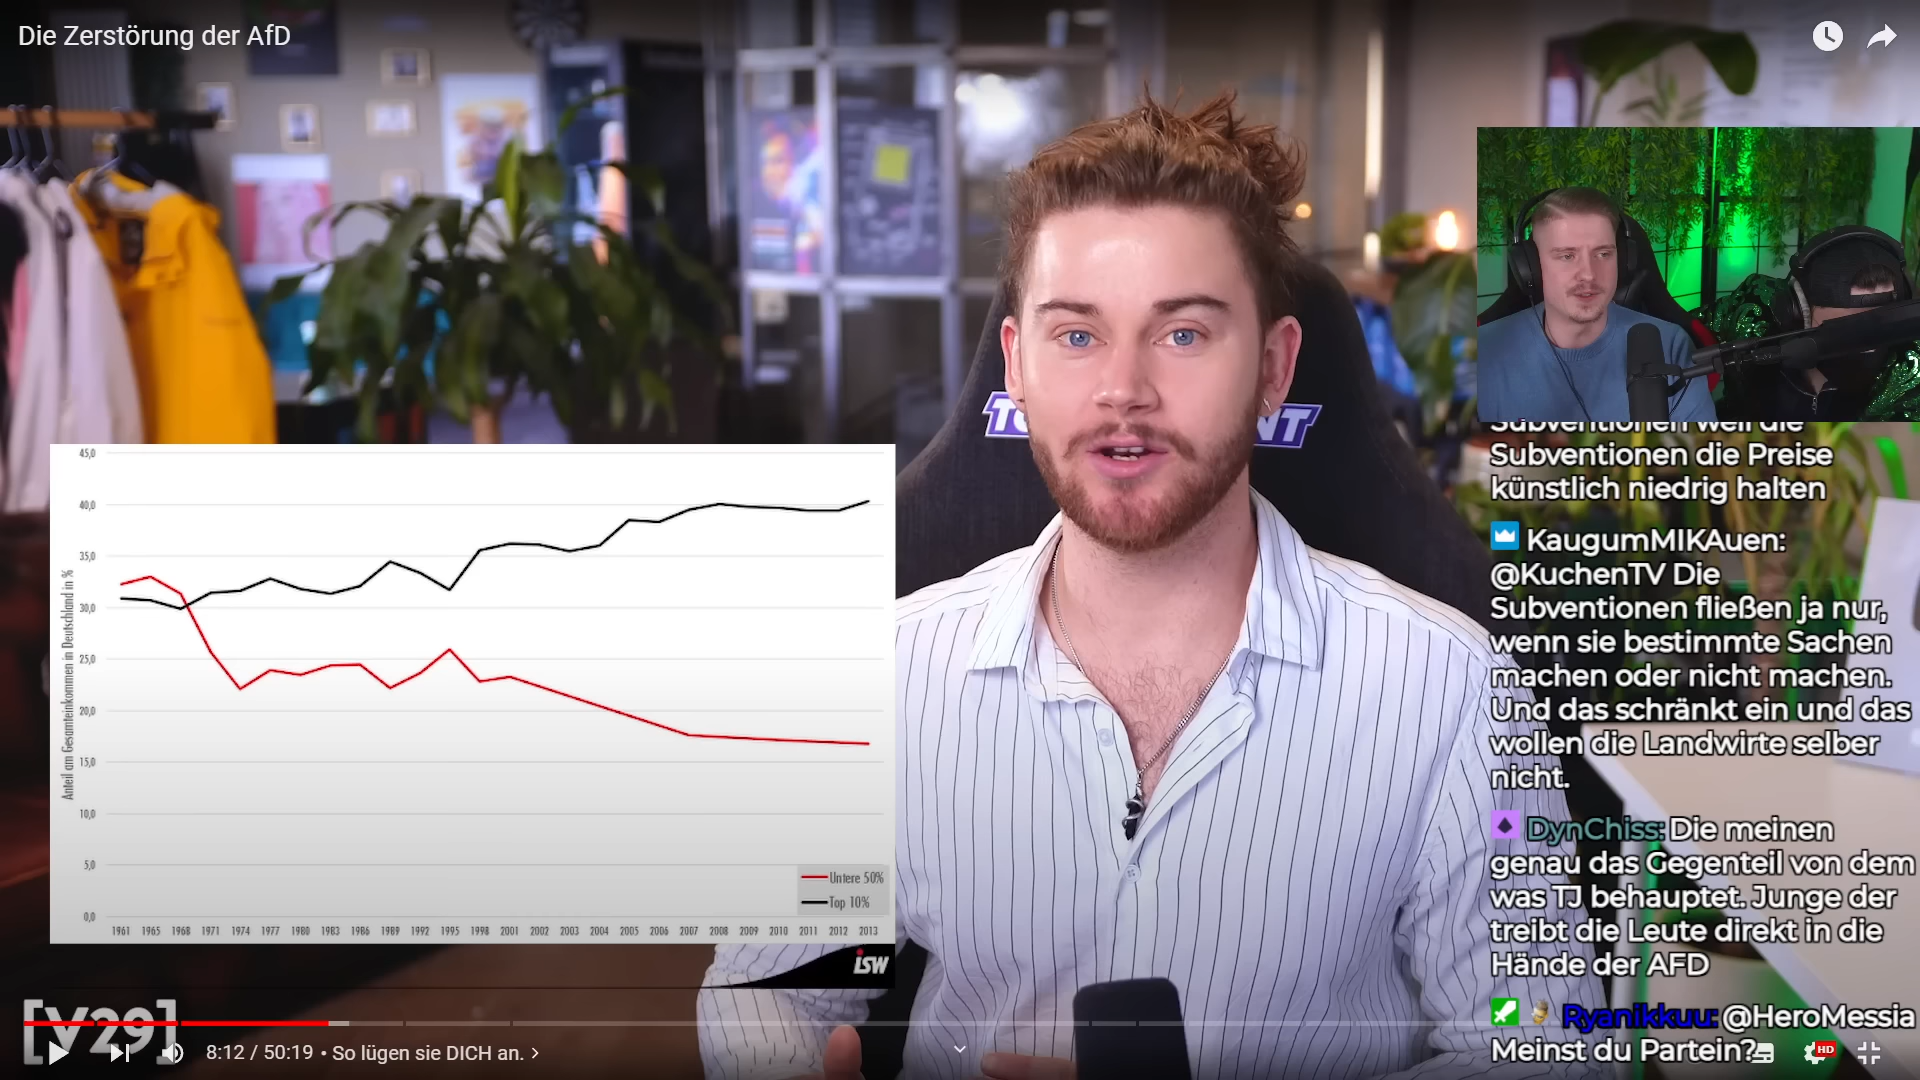 Die Zerstörung der AfD
45,0
40,0
35,0
30,0
25,0
20,0
15,0
10,0
5,0
0,0
Anteil am Gesamteinkommen in Deutschland in %
Untere 50%
Top 10%
1961 1965 1968 1971 1974 1977 1980 1983 1986 1989 1992 1995 1998 2001 2002 2003 2004 2005 2006 2007 2008 2009 2010 2011 2012 2013
isw
[V29]
8:12 / 50:19 • So lügen sie DICH an.
HD
Subventionen weil die
Subventionen die Preise
künstlich niedrig halten
KaugumMIKAuen:
@KuchenTV Die
Subventionen fließen ja nur,
wenn sie bestimmte Sachen
machen oder nicht machen.
Und das schränkt ein und das
wollen die Landwirte selber
nicht.
DynChiss: Die meinen
genau das Gegenteil von dem
was TJ behauptet. Junge der
treibt die Leute direkt in die
Hände der AFD
Ryanikkuu: @HeroMessia
Meinst du Partein?